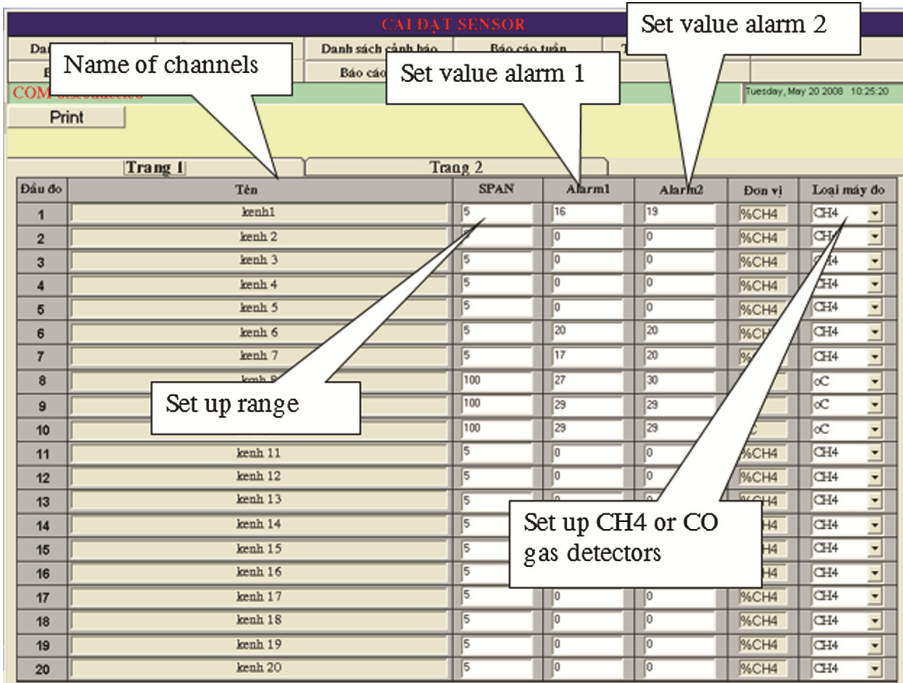 CAI ĐẠT SENSOR
Set value alarm 2
Danh sách cảnh báo Báo cáo tuần
Name of channels
Báo cáo
Set value alarm 1
Tuesday, May 20 2008 10:25:20
Print
Trang 1 Trang 2
Đầu đo Tên SPAN Alarm1 Alarm2 Đơn vị Loại máy đo
1 kenh1 5 16 19 %CH4 CH4
2 kenh 2 0 0 %CH4 CH4
3 kenh 3 5 0 0 %CH4 CH4
4 kenh 4 5 0 0 %CH4 CH4
5 kenh 5 5 0 0 %CH4 CH4
6 kenh 6 5 20 20 %CH4 CH4
7 kenh 7 5 17 20 CH4
8 100 27 30 oC
Set up range
9 100 29 29 oC
10 100 29 29 oC
11 kenh 11 5 0 0 %CH4 CH4
12 kenh 12 5 0 0 %CH4 CH4
13 kenh 13 5 %CH4 CH4
Set up CH4 or CO
gas detectors
14 kenh 14 5 CH4
15 kenh 15 5 CH4
16 kenh 16 5 CH4
17 kenh 17 5 0 0 %CH4 CH4
18 kenh 18 5 0 0 %CH4 CH4
19 kenh 19 5 0 0 %CH4 CH4
20 kenh 20 5 0 0 %CH4 CH4